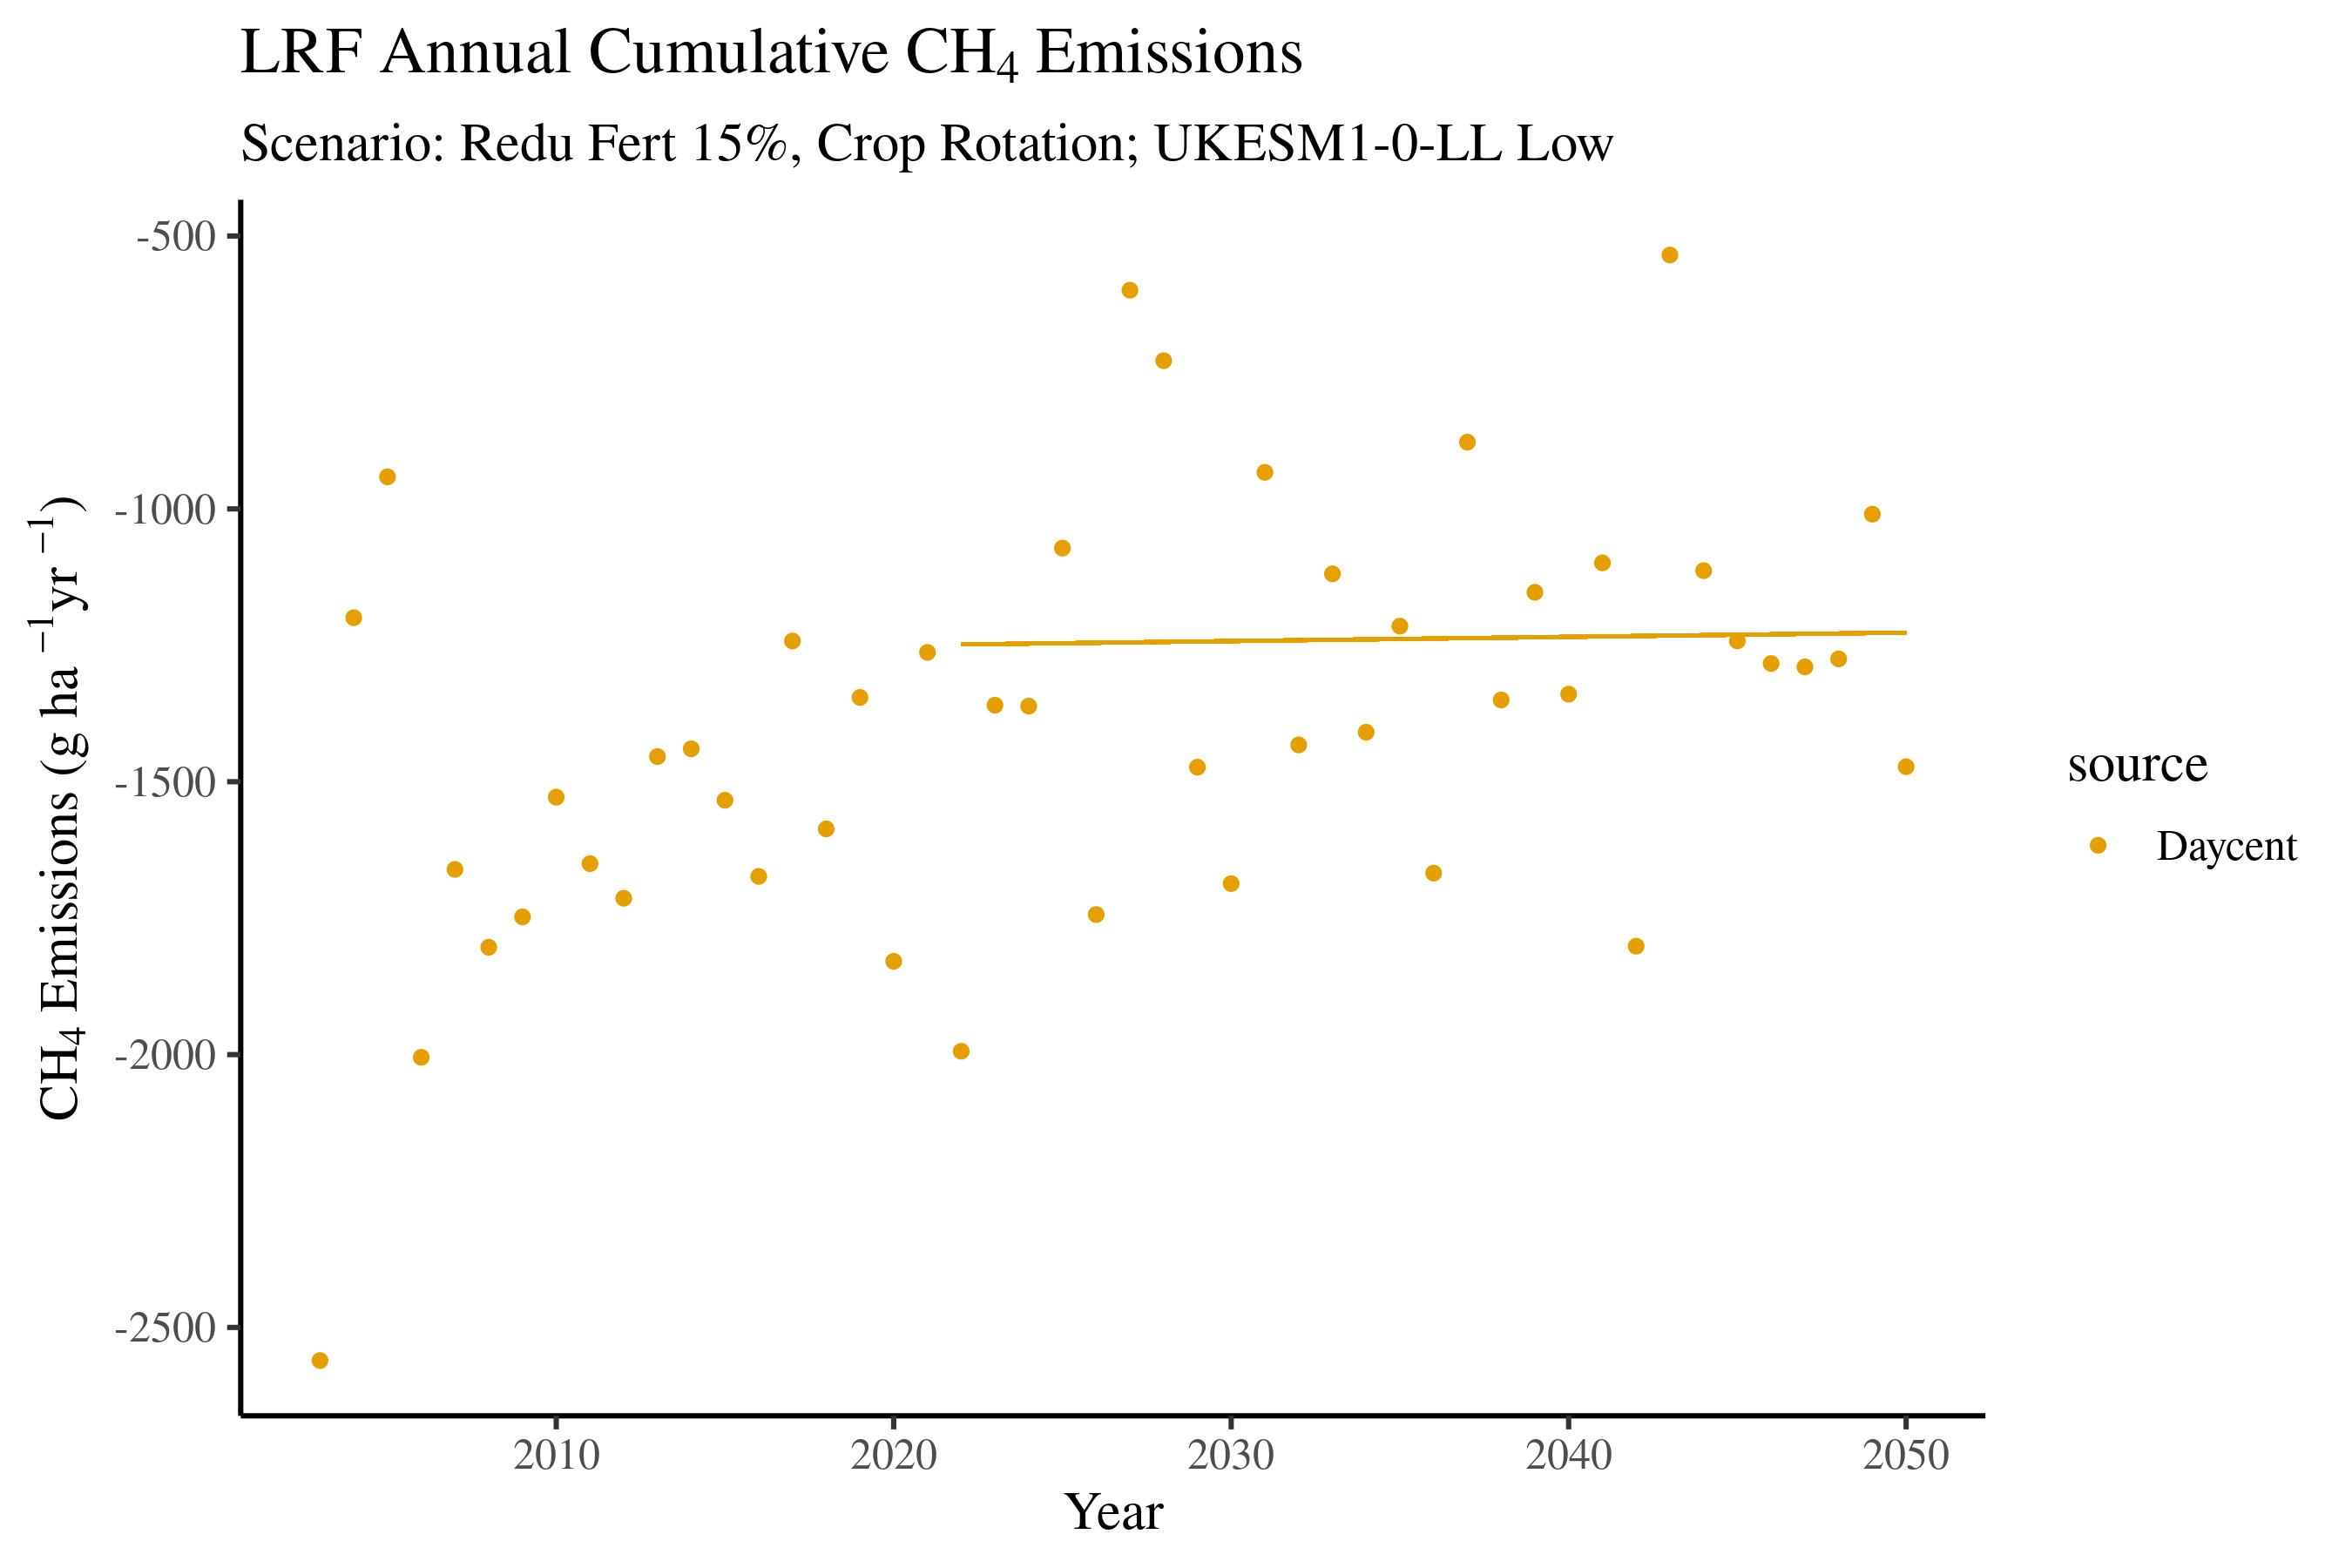 LRF Annual Cumulative CH₄ Emissions
Scenario: Redu Fert 15%, Crop Rotation; UKESM1-0-LL Low
CH₄ Emissions (g ha ⁻¹yr ⁻¹)
-500
-1000
-1500
-2000
-2500
2010 2020 2030 2040 2050
Year
source
Daycent